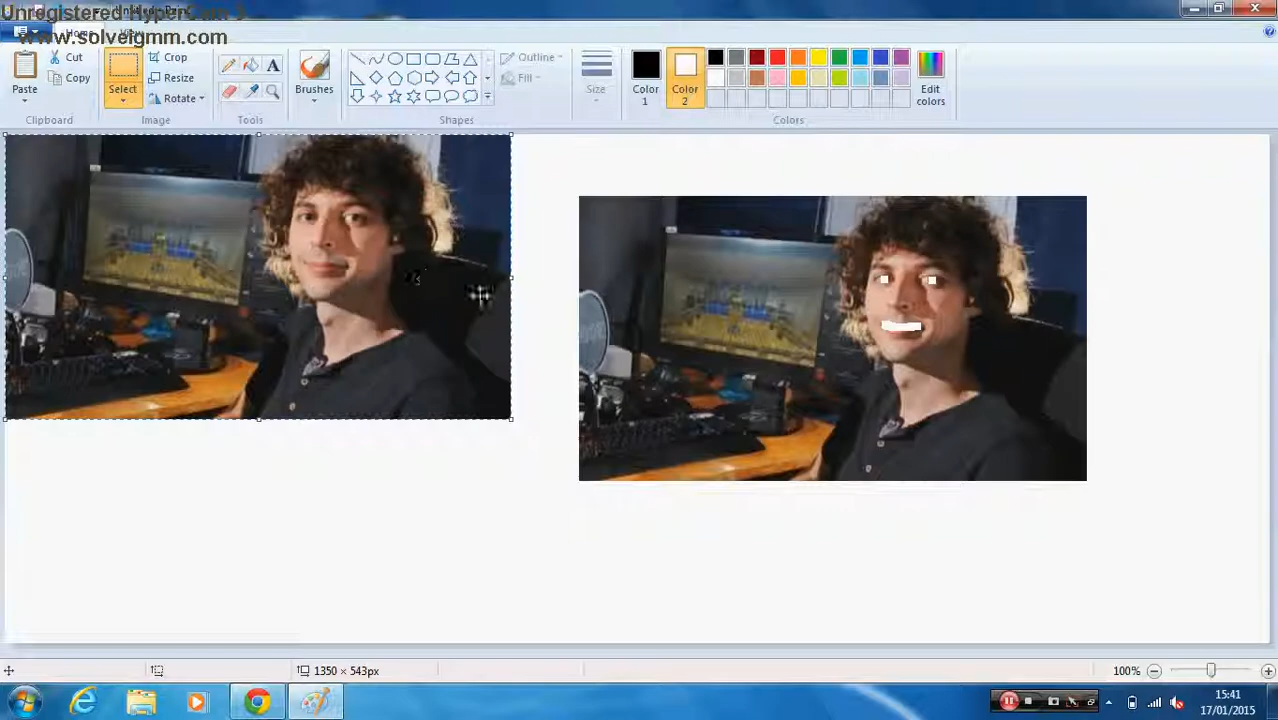 Unregistered HyperCam 3
www.solveigmm.com
Paste
Cut
Copy
Clipboard
Select
Crop
Resize
Rotate
Image
Tools
Brushes
Shapes
Outline
Fill
Size
Color
1
Color
2
Edit
colors
Colors
1350 × 543px
100%
15:41
17/01/2015